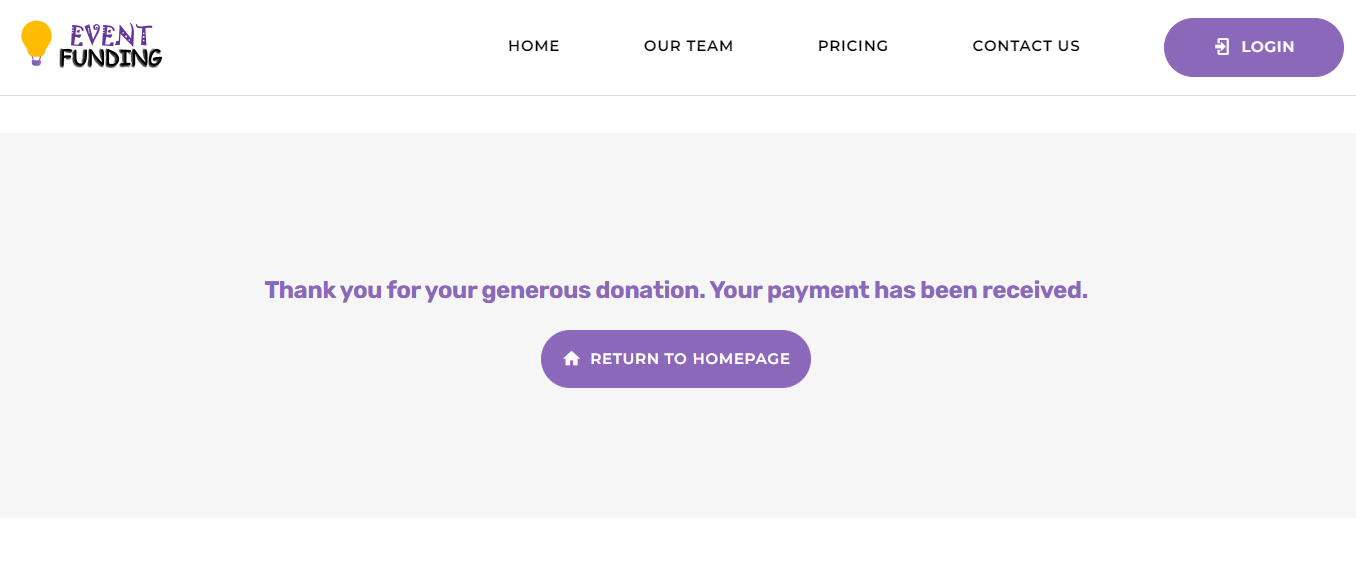 EVENT
FUNDING
HOME
OUR TEAM
PRICING
CONTACT US
LOGIN
Thank you for your generous donation. Your payment has been received.
RETURN TO HOMEPAGE